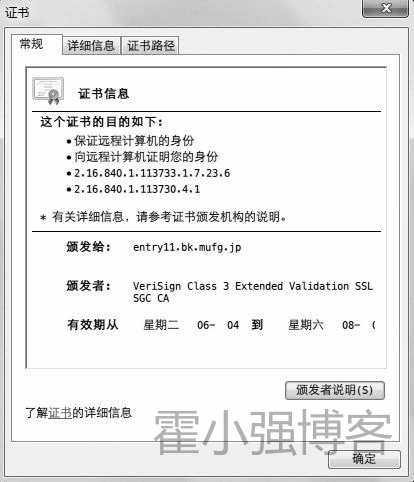 证书
常规
详细信息
证书路径
证书信息
这个证书的目的如下:
●保证远程计算机的身份
●向远程计算机证明您的身份
●2.16.840.1.113733.1.7.23.6
●2.16.840.1.113730.4.1
* 有关详细信息，请参考证书颁发机构的说明。
颁发给: entry11.bk.mufg.jp
颁发者: VeriSign Class 3 Extended Validation SSL
SGC CA
有效期从 星期二 06- 04 到 星期六 08-
颁发者说明(S)
了解证书的详细信息
霍小强博客
确定